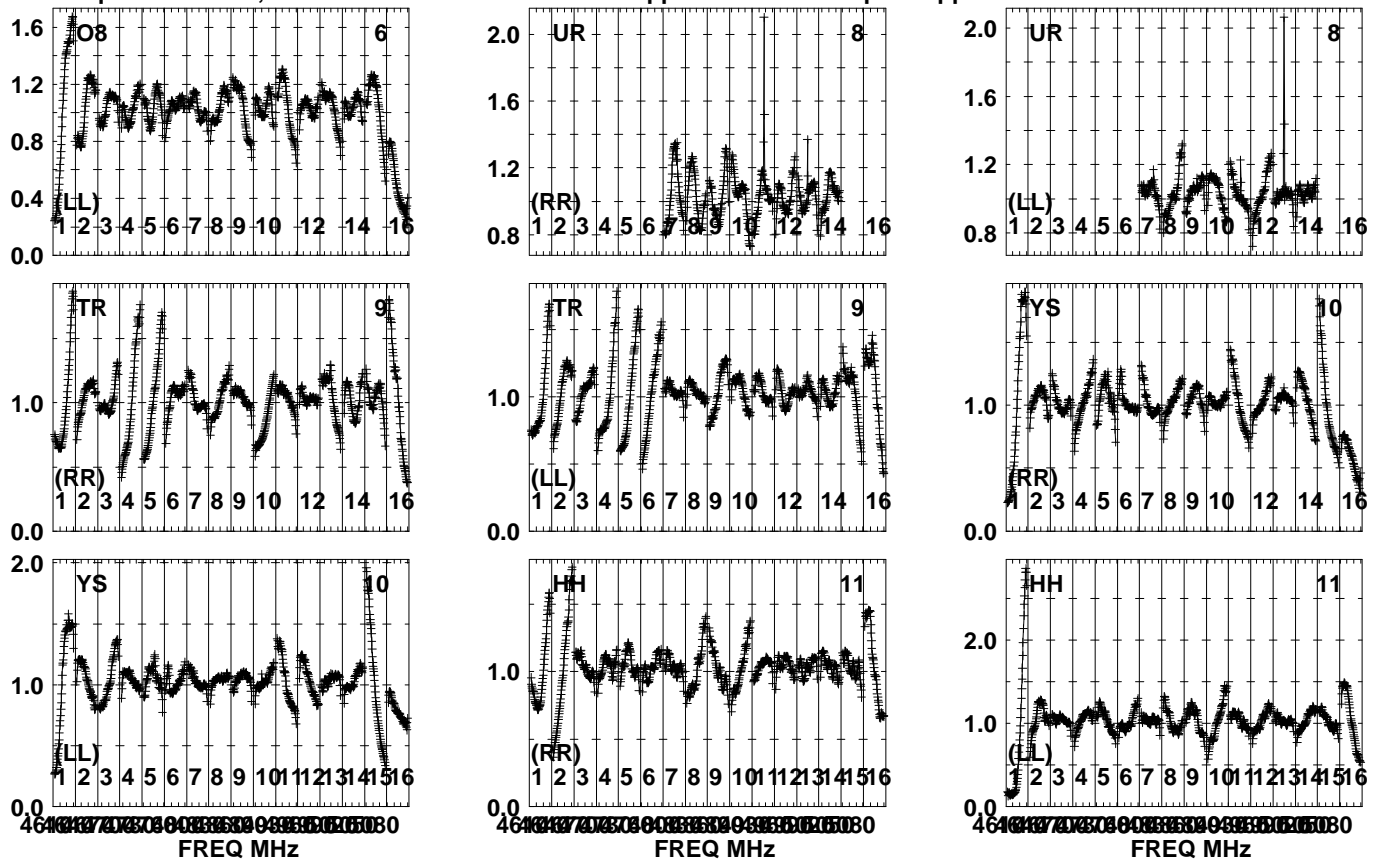 1.6 O8 6
1.2
0.8
0.4 (LL)
1 2 3 4 5 6 7 8 9 10 12 14 16
0.0
2.0 UR 8
1.6
1.2
(RR)
0.8 1 2 3 4 5 6 7 8 9 10 12 14 16
2.0 UR 8
1.6
1.2
(LL)
0.8 1 2 3 4 5 6 7 8 9 10 12 14 16
TR 9
1.0
(RR)
1 2 3 4 5 6 7 8 9 10 12 14 16
0.0
TR 9
1.0
(LL)
1 2 3 4 5 6 7 8 9 10 12 14 16
0.0
YS 10
1.0
(RR)
1 2 3 4 5 6 7 8 9 10 12 14 16
0.0
2.0
YS 10
1.0
(LL)
1 2 3 4 5 6 7 8 9 10 11 12 13 14 15 16
0.0
FREQ MHz
HH 11
1.0
(RR)
1 2 3 4 5 6 7 8 9 10 11 12 13 14 15 16
0.0
FREQ MHz
HH 11
2.0
1.0
(LL)
1 2 3 4 5 6 7 8 9 10 11 12 13 14 15 16
0.0
FREQ MHz